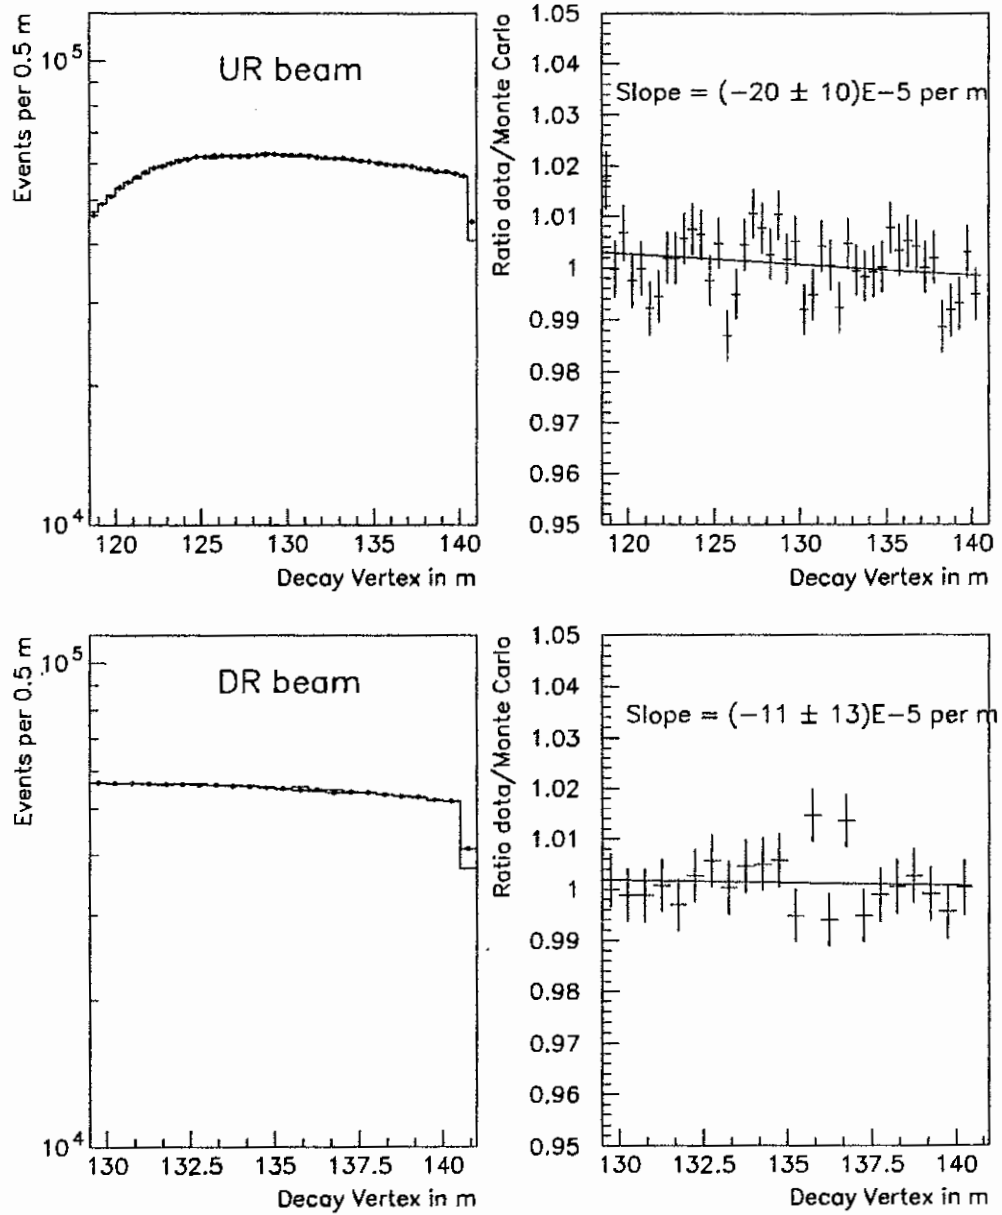 Events per 0.5 m
10^5
10^4
UR beam
120 125 130 135 140
Decay Vertex in m
Ratio data/Monte Carlo
1.05
1.04
1.03
1.02
1.01
1
0.99
0.98
0.97
0.96
0.95
Slope = (-20 ± 10)E-5 per m
120 125 130 135 140
Decay Vertex in m
Events per 0.5 m
10^5
10^4
DR beam
130 132.5 135 137.5 140
Decay Vertex in m
Ratio data/Monte Carlo
1.05
1.04
1.03
1.02
1.01
1
0.99
0.98
0.97
0.96
0.95
Slope = (-11 ± 13)E-5 per m
130 132.5 135 137.5 140
Decay Vertex in m